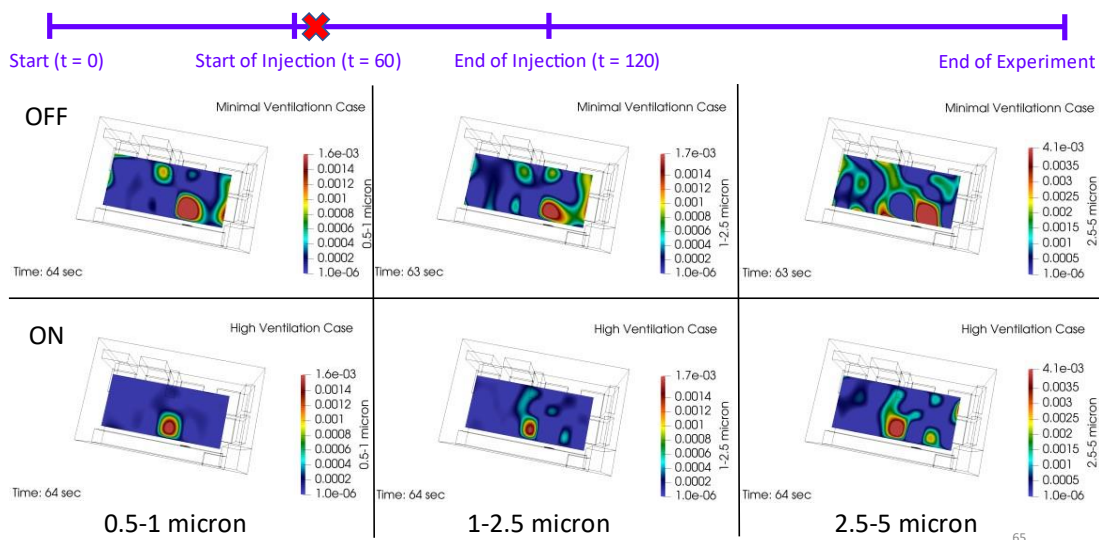 Start (t = 0)
Start of Injection (t = 60)
End of Injection (t = 120)
End of Experiment
OFF
Minimal Ventilationn Case
1.6e-03
0.0014
0.0012
0.001
0.0008
0.0006
0.0004
0.0002
1.0e-06
0.5-1 micron
Time: 64 sec
Minimal Ventilation Case
1.7e-03
0.0014
0.0012
0.001
0.0008
0.0006
0.0004
0.0002
1.0e-06
1-2.5 micron
Time: 63 sec
Minimal Ventilation Case
4.1e-03
0.0035
0.003
0.0025
0.002
0.0015
0.001
0.0005
1.0e-06
2.5-5 micron
Time: 63 sec
ON
High Ventilation Case
1.6e-03
0.0014
0.0012
0.001
0.0008
0.0006
0.0004
0.0002
1.0e-06
0.5-1 micron
Time: 64 sec
High Ventilation Case
1.7e-03
0.0014
0.0012
0.001
0.0008
0.0006
0.0004
0.0002
1.0e-06
1-2.5 micron
Time: 64 sec
High Ventilation Case
4.1e-03
0.0035
0.003
0.0025
0.002
0.0015
0.001
0.0005
1.0e-06
2.5-5 micron
Time: 64 sec
0.5-1 micron
1-2.5 micron
2.5-5 micron
65